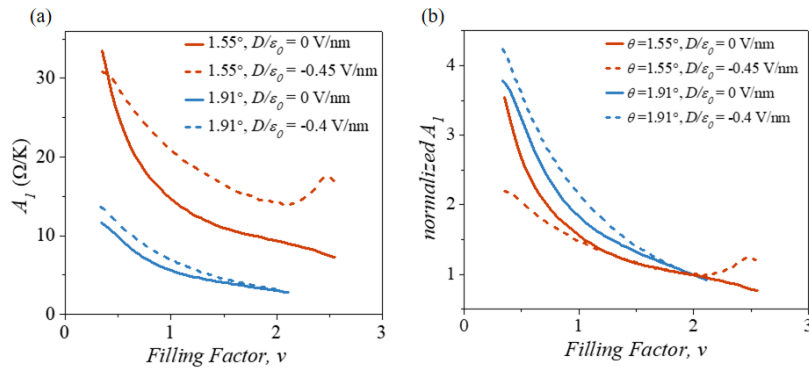 (a)
1.55°, D/ε₀ = 0 V/nm
1.55°, D/ε₀ = -0.45 V/nm
1.91°, D/ε₀ = 0 V/nm
1.91°, D/ε₀ = -0.4 V/nm
A₁ (Ω/K)
30
20
10
0
0
1
2
3
Filling Factor, ν
(b)
θ=1.55°, D/ε₀ = 0 V/nm
θ=1.55°, D/ε₀ = -0.45 V/nm
θ=1.91°, D/ε₀ = 0 V/nm
θ=1.91°, D/ε₀ = -0.4 V/nm
normalized A₁
4
3
2
1
0
1
2
3
Filling Factor, ν